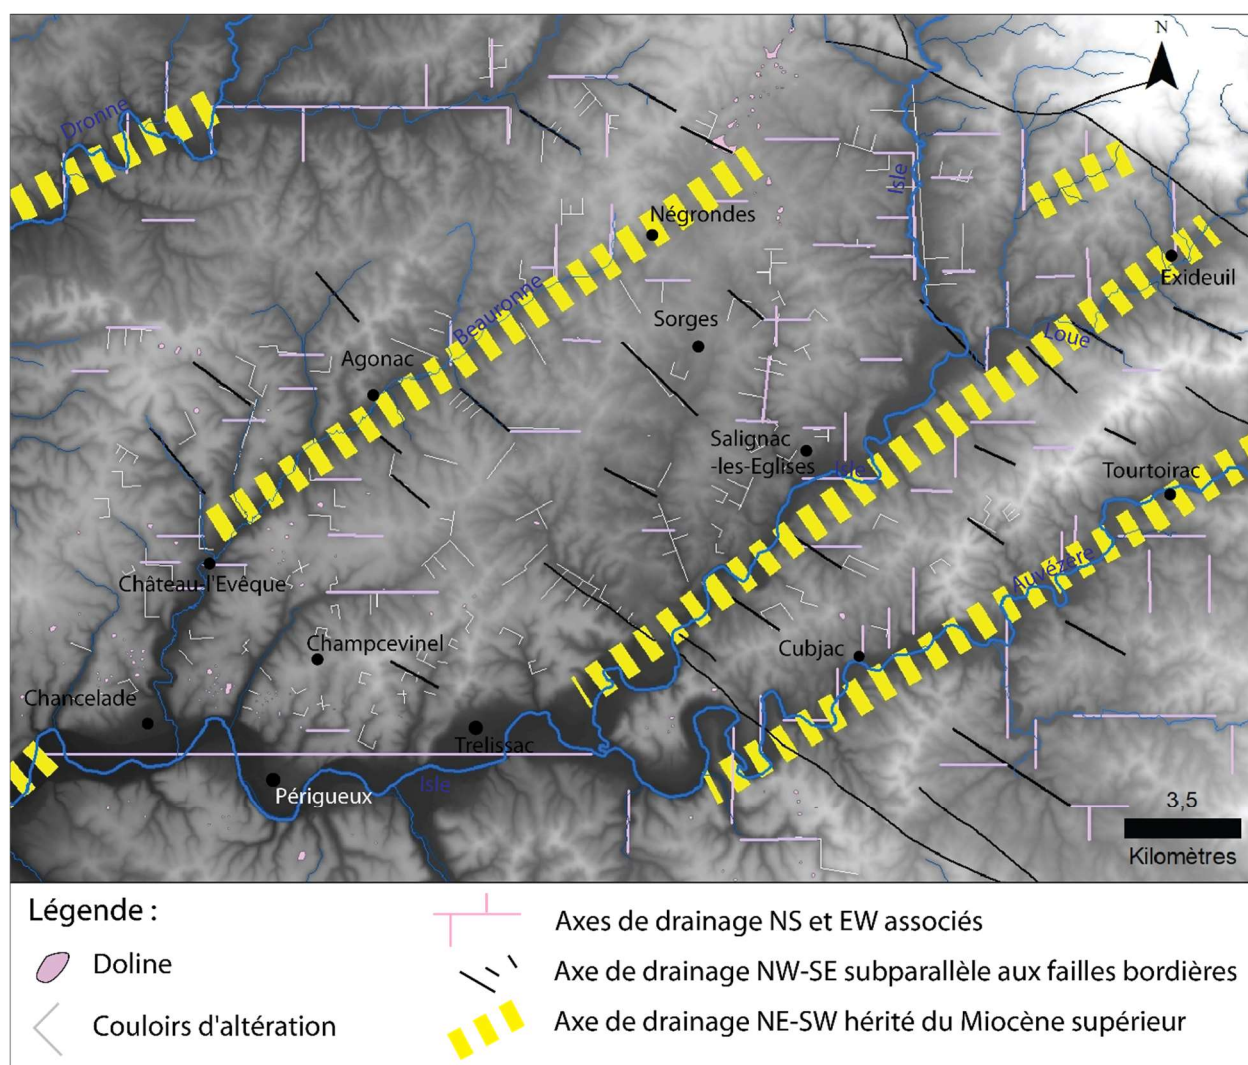 N
Dronne
Isle
Négrondes
Exideuil
Beauronne
Sorges
Loue
Agonac
Salignac
-les-Eglises
Isle
Tourtoirac
Château-l'Evêque
Auvézère
Champcevinel
Cubjac
Chancelade
Trelissac
Isle
Périgueux
3,5
Kilomètres
Légende :
Doline
Couloirs d'altération
Axes de drainage NS et EW associés
Axe de drainage NW-SE subparallèle aux failles bordières
Axe de drainage NE-SW hérité du Miocène supérieur